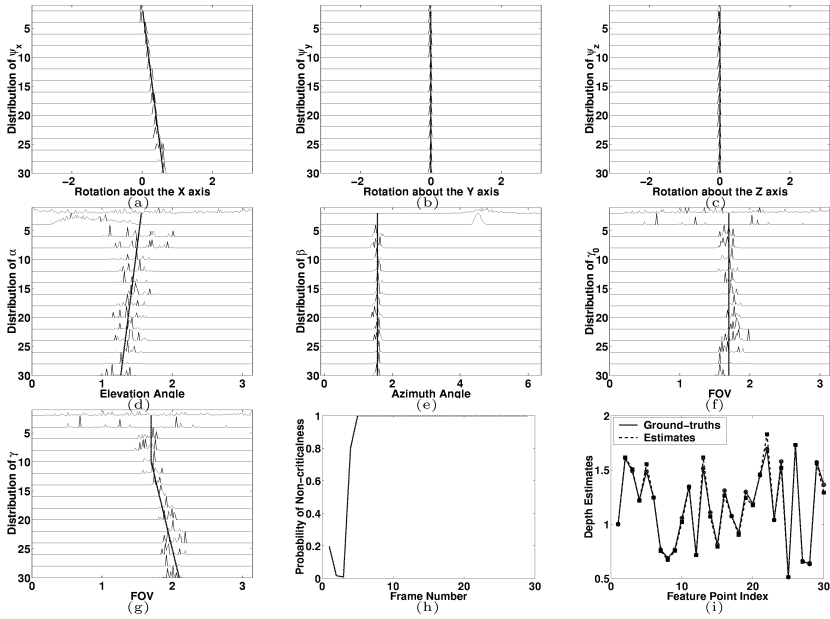 Distribution of ψx
5
10
15
20
25
30
−2 0 2
Rotation about the X axis
(a)
Distribution of ψy
5
10
15
20
25
30
−2 0 2
Rotation about the Y axis
(b)
Distribution of ψz
5
10
15
20
25
30
−2 0 2
Rotation about the Z axis
(c)
Distribution of α
5
10
15
20
25
30
0 1 2 3
Elevation Angle
(d)
Distribution of β
5
10
15
20
25
30
0 2 4 6
Azimuth Angle
(e)
Distribution of γ0
5
10
15
20
25
30
0 1 2 3
FOV
(f)
Distribution of γ
5
10
15
20
25
30
0 1 2 3
FOV
(g)
Probability of Non−criticalness
1
0.8
0.6
0.4
0.2
0
0 10 20 30
Frame Number
(h)
Depth Estimates
2
1.5
1
0.5
Ground−truths
Estimates
0 10 20 30
Feature Point Index
(i)